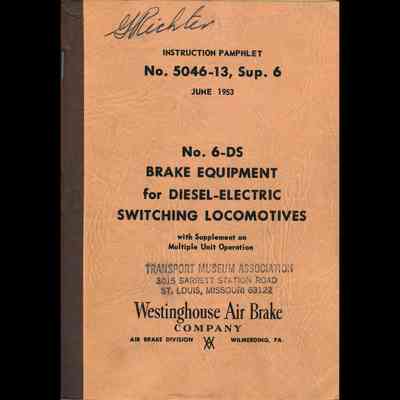 G Richter
INSTRUCTION PAMPHLET
No. 5046-13, Sup. 6
JUNE 1953
No. 6-DS
BRAKE EQUIPMENT
for DIESEL-ELECTRIC
SWITCHING LOCOMOTIVES
with Supplement on
Multiple Unit Operation
TRANSPORT MUSEUM ASSOCIATION
3015 BARRETT STATION ROAD
ST. LOUIS, MISSOURI 63122
Westinghouse Air Brake
COMPANY
AIR BRAKE DIVISION WILMERDING, PA.